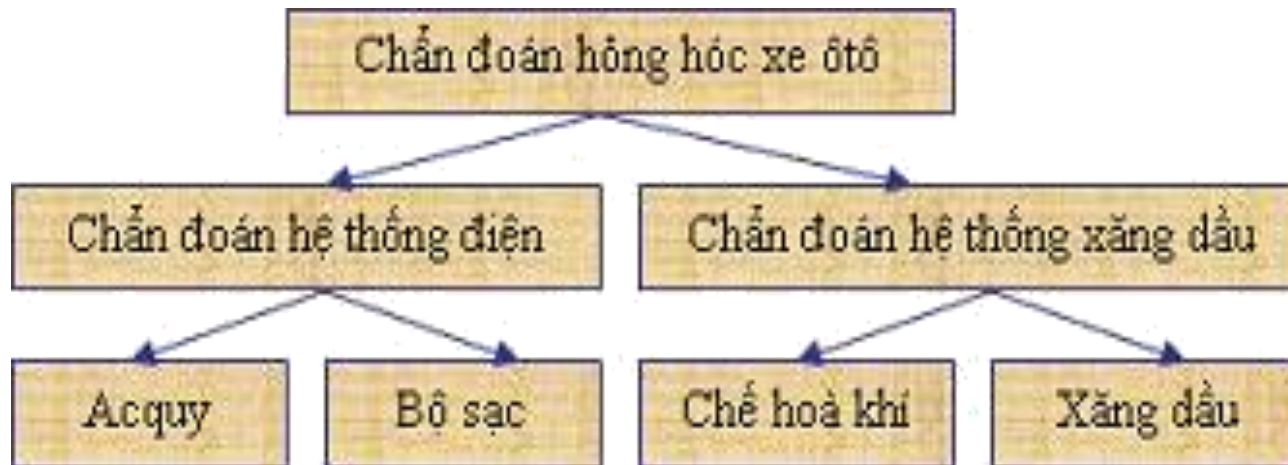 Chẩn đoán hông hóc xe ôtô
Chẩn đoán hệ thống điện
Chẩn đoán hệ thống xăng dầu
Acquy
Bộ sạc
Chế hoà khí
Xăng dầu